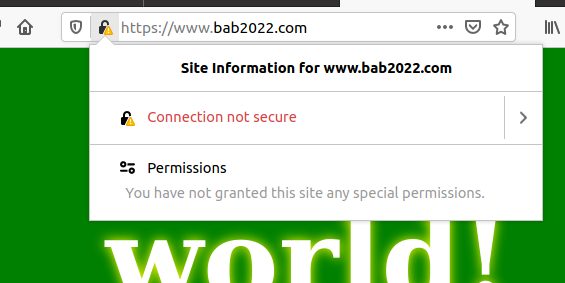 https://www.bab2022.com
Site Information for www.bab2022.com
Connection not secure
Permissions
You have not granted this site any special permissions.
world!